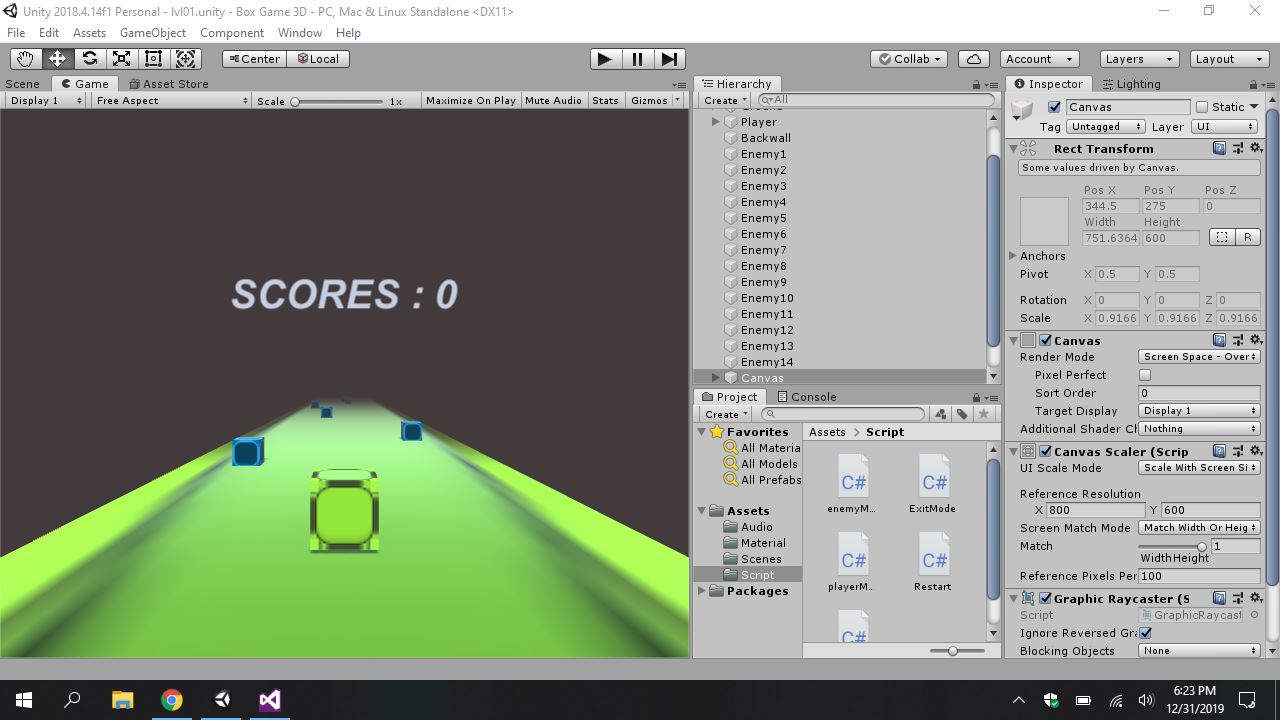 Unity 2018.4.14f1 Personal - lvl01.unity - Box Game 3D - PC, Mac & Linux Standalone <DX11>
File Edit Assets GameObject Component Window Help
Center Local Collab Account Layers Layout
Scene Game Asset Store
Display 1 Free Aspect Scale 1x Maximize On Play Mute Audio Stats Gizmos
SCORES : 0
Hierarchy
Create All
Player
Backwall
Enemy1
Enemy2
Enemy3
Enemy4
Enemy5
Enemy6
Enemy7
Enemy8
Enemy9
Enemy10
Enemy11
Enemy12
Enemy13
Enemy14
Canvas
Project Console
Create
Favorites
All Materia
All Models
All Prefabs
Assets
Audio
Material
Scenes
Script
Packages
Assets > Script
C# C#
enemyM... ExitMode
C# C#
playerM... Restart
C#
Inspector Lighting
Canvas Static
Tag Untagged Layer UI
Rect Transform
Some values driven by Canvas.
Pos X Pos Y Pos Z
344.5 275 0
Width Height
751.6364 600 R
Anchors
Pivot X 0.5 Y 0.5
Rotation X 0 Y 0 Z 0
Scale X 0.9166 Y 0.9166 Z 0.9166
Canvas
Render Mode Screen Space - Over
Pixel Perfect
Sort Order 0
Target Display Display 1
Additional Shader Cl Nothing
Canvas Scaler (Scrip
UI Scale Mode Scale With Screen Si
Reference Resolution
X 800 Y 600
Screen Match Mode Match Width Or Heig
Match 1
WidthHeight
Reference Pixels Per 100
Graphic Raycaster (S
Script GraphicRaycast
Ignore Reversed Gra
Blocking Objects None
6:23 PM
12/31/2019